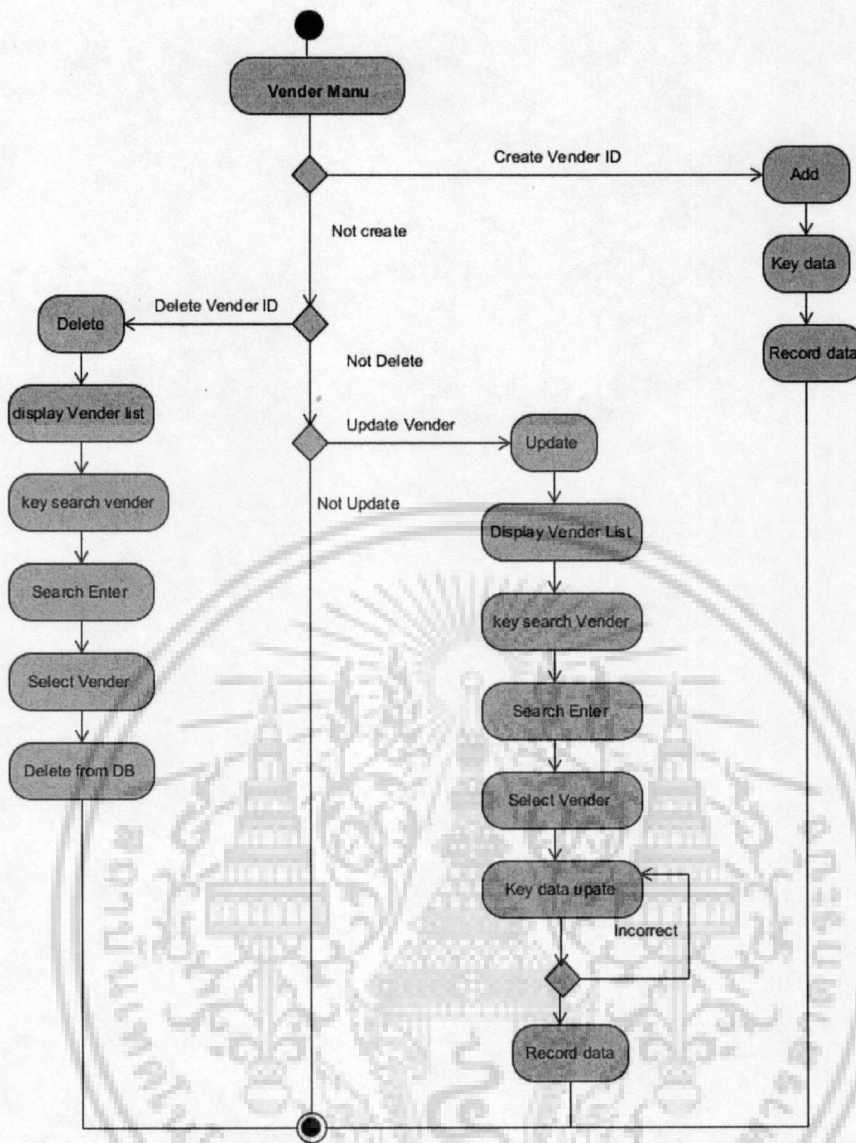 Vender Manu
Create Vender ID
Add
Not create
Key data
Delete Vender ID
Delete
Record data
Not Delete
display Vender list
Update Vender
Update
key search vender
Not Update
Display Vender List
Search Enter
key search Vender
Select Vender
Search Enter
Delete from DB
Select Vender
Key data upate
Incorrect
Record data